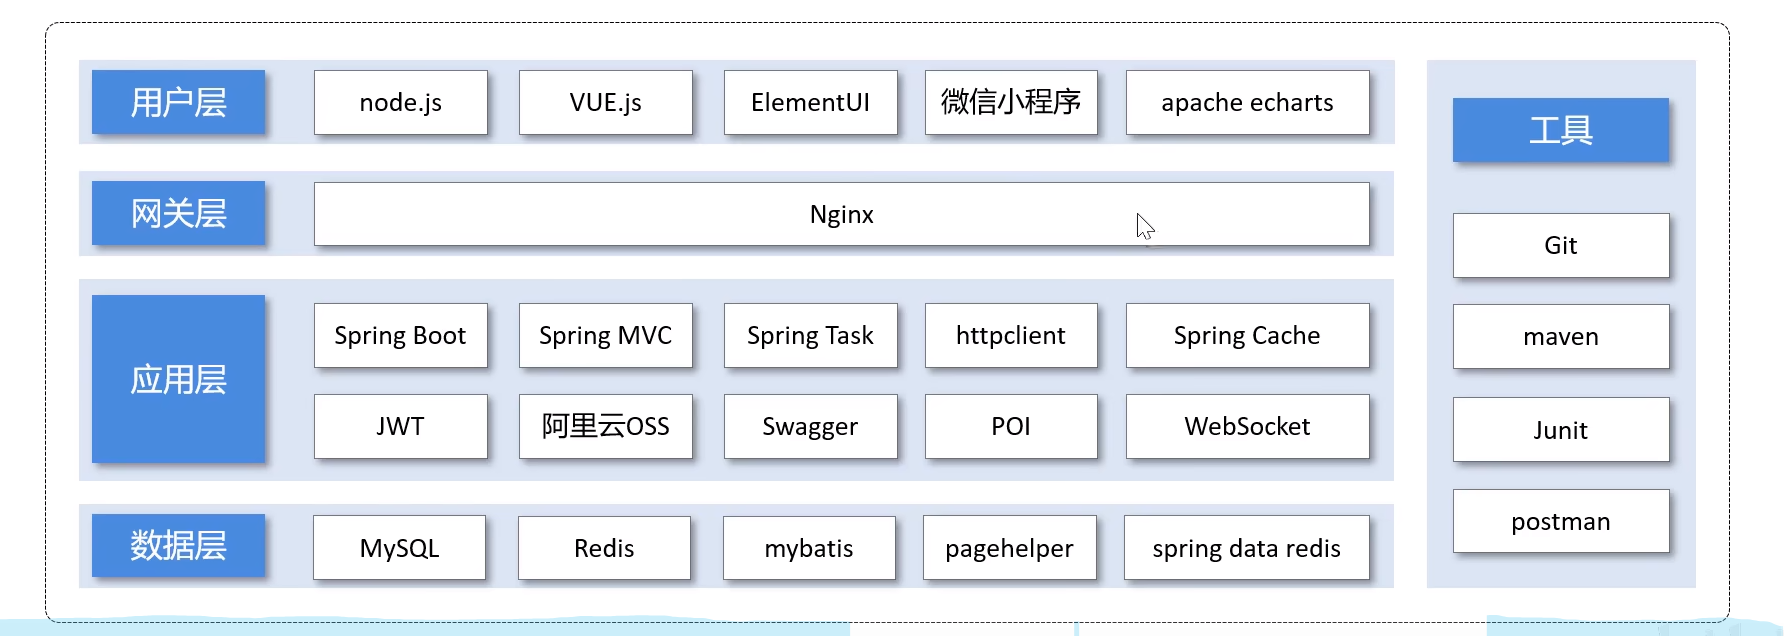 用户层
node.js
VUE.js
ElementUI
微信小程序
apache echarts
网关层
Nginx
应用层
Spring Boot
Spring MVC
Spring Task
httpclient
Spring Cache
JWT
阿里云OSS
Swagger
POI
WebSocket
数据层
MySQL
Redis
mybatis
pagehelper
spring data redis
工具
Git
maven
Junit
postman